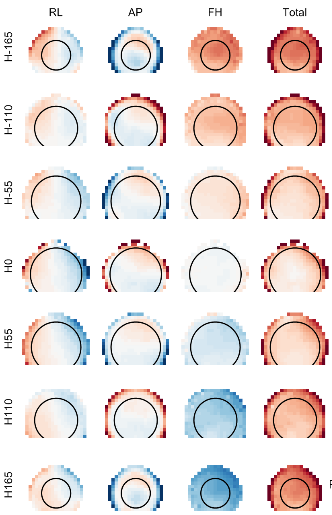 RL AP FH Total
H-165
H-110
H-55
H0
H55
H110
H165